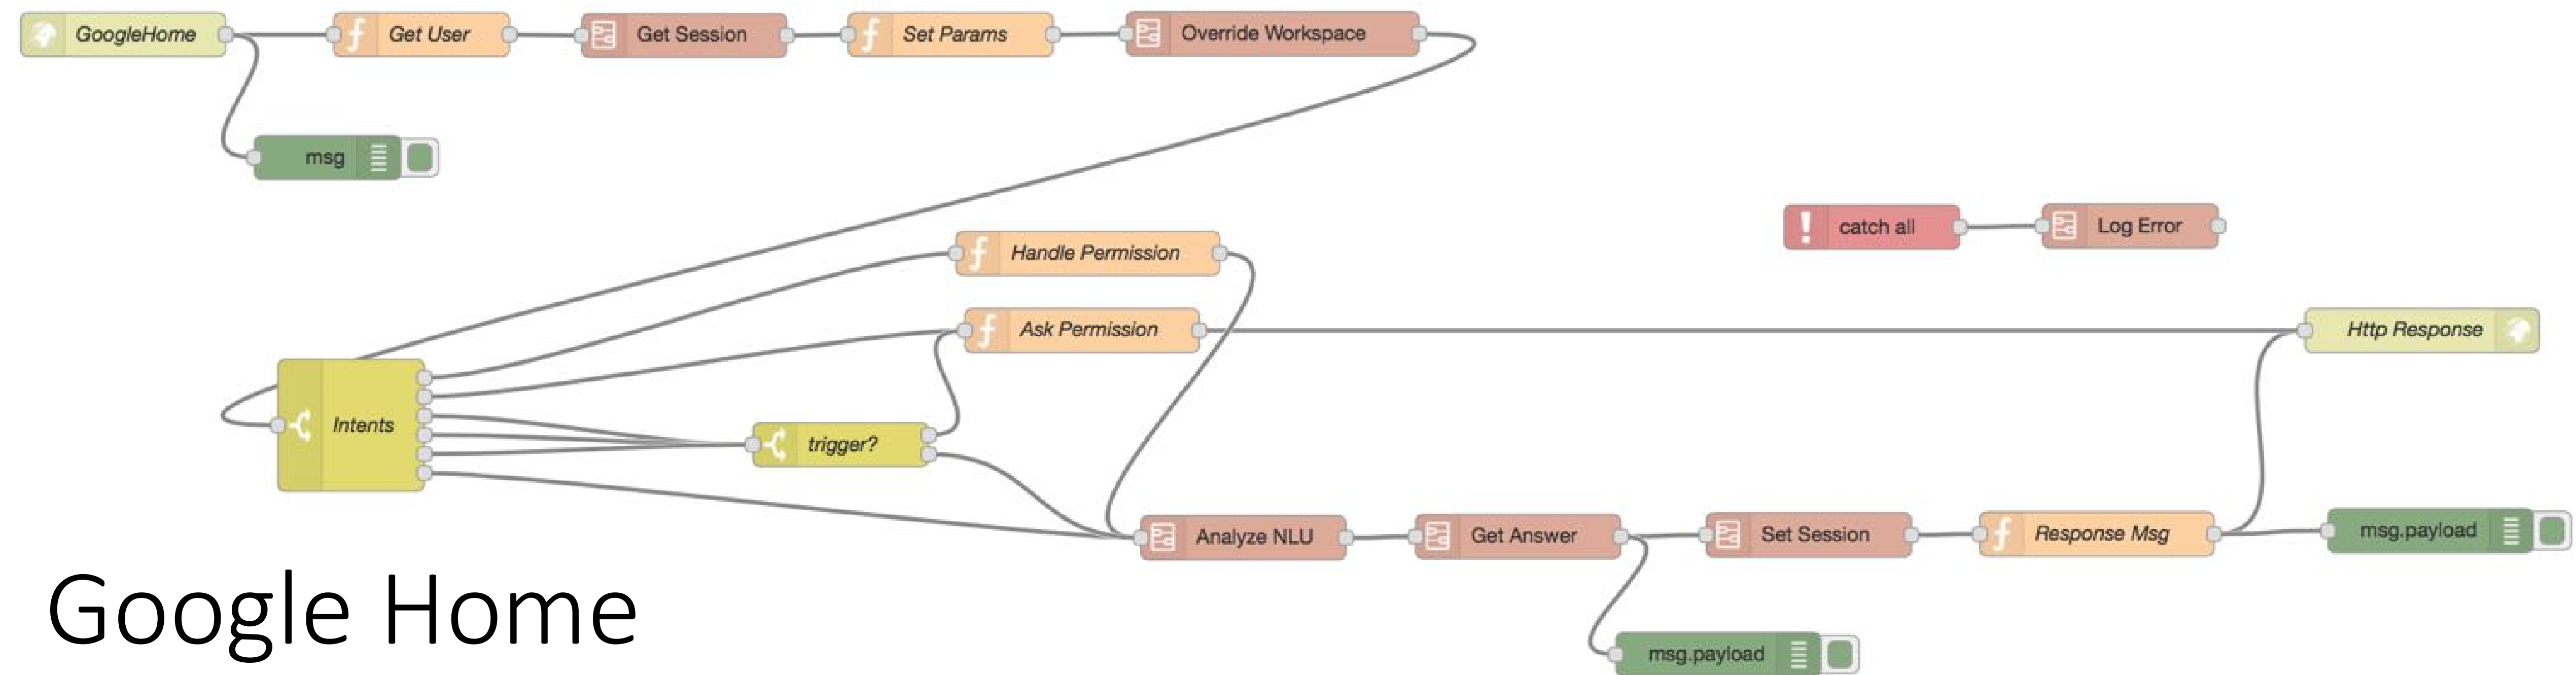 GoogleHome
Get User
Get Session
Set Params
Override Workspace
msg
catch all
Log Error
Handle Permission
Ask Permission
Http Response
Intents
trigger?
Analyze NLU
Get Answer
Set Session
Response Msg
msg.payload
msg.payload
Google Home